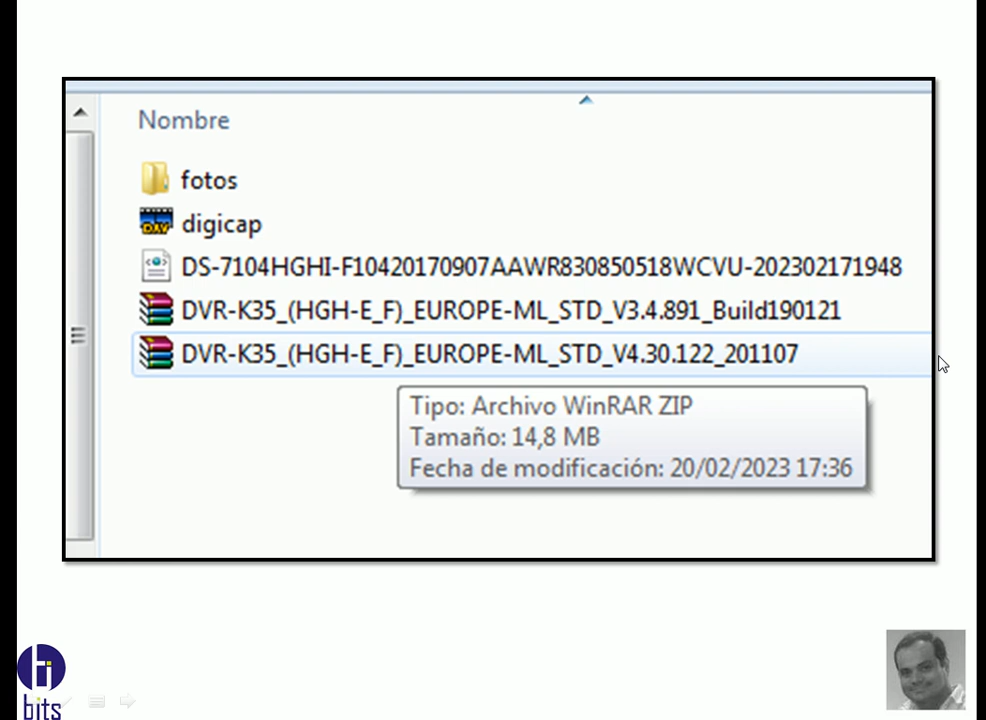 Nombre
fotos
DAV
digicap
DS-7104HGHI-F10420170907AAWR830850518WCVU-202302171948
DVR-K35_(HGH-E_F)_EUROPE-ML_STD_V3.4.891_Build190121
DVR-K35_(HGH-E_F)_EUROPE-ML_STD_V4.30.122_201107
Tipo: Archivo WinRAR ZIP
Tamaño: 14,8 MB
Fecha de modificación: 20/02/2023 17:36
hi
bits